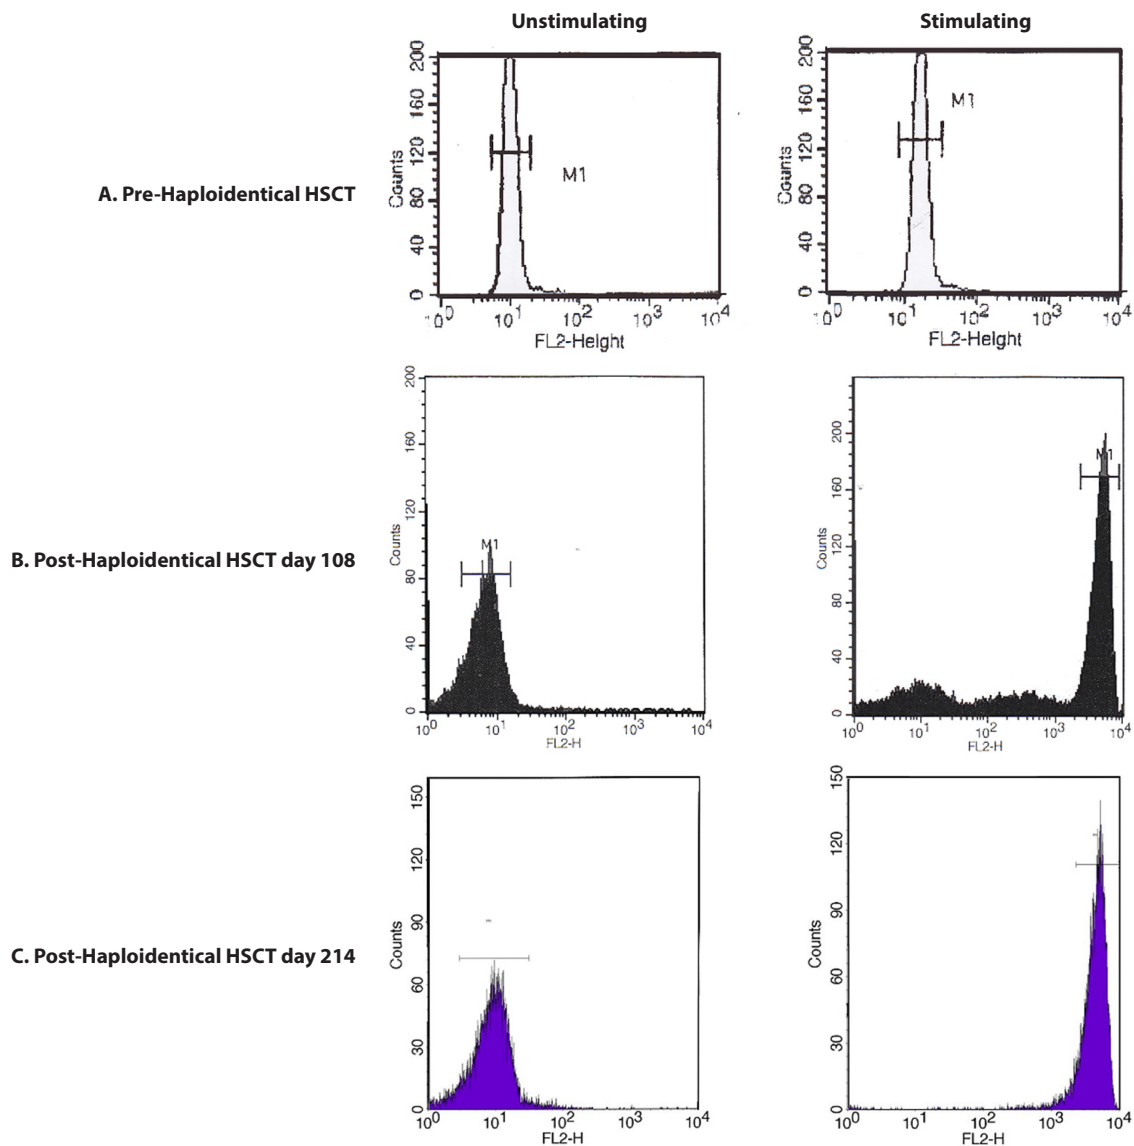 Unstimulating
Stimulating
A. Pre-Haploidentical HSCT
200
160
120
80
40
0
Counts
M1
10^0 10^1 10^2 10^3 10^4
FL2-Height
200
160
120
80
40
0
Counts
M1
10^0 10^1 10^2 10^3 10^4
FL2-Height
B. Post-Haploidentical HSCT day 108
200
160
120
80
40
0
Counts
M1
10^0 10^1 10^2 10^3 10^4
FL2-H
200
160
120
80
40
0
Counts
M1
10^0 10^1 10^2 10^3 10^4
FL2-H
C. Post-Haploidentical HSCT day 214
150
120
90
60
30
0
Counts
10^0 10^1 10^2 10^3 10^4
FL2-H
150
120
90
60
30
0
Counts
10^0 10^1 10^2 10^3 10^4
FL2-H